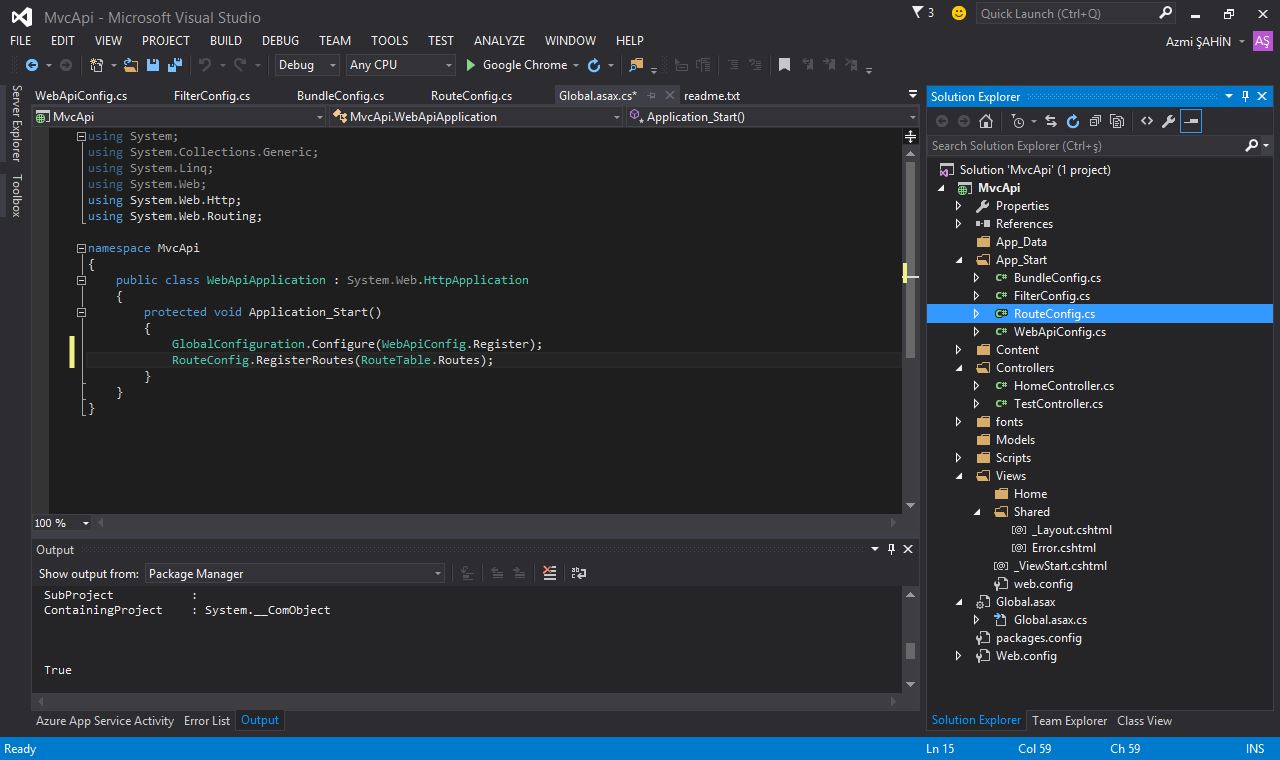 MvcApi - Microsoft Visual Studio
3
Quick Launch (Ctrl+Q)
FILE EDIT VIEW PROJECT BUILD DEBUG TEAM TOOLS TEST ANALYZE WINDOW HELP
Azmi ŞAHİN AŞ
Debug Any CPU Google Chrome
Server Explorer
Toolbox
WebApiConfig.cs FilterConfig.cs BundleConfig.cs RouteConfig.cs Global.asax.cs* readme.txt
MvcApi MvcApi.WebApiApplication Application_Start()
using System;
using System.Collections.Generic;
using System.Linq;
using System.Web;
using System.Web.Http;
using System.Web.Routing;
namespace MvcApi
{
public class WebApiApplication : System.Web.HttpApplication
{
protected void Application_Start()
{
GlobalConfiguration.Configure(WebApiConfig.Register);
RouteConfig.RegisterRoutes(RouteTable.Routes);
}
}
}
100 %
Output
Show output from: Package Manager
SubProject :
ContainingProject : System.__ComObject
True
Azure App Service Activity Error List Output
Solution Explorer
Search Solution Explorer (Ctrl+ş)
Solution 'MvcApi' (1 project)
MvcApi
Properties
References
App_Data
App_Start
C# BundleConfig.cs
C# FilterConfig.cs
C# RouteConfig.cs
C# WebApiConfig.cs
Content
Controllers
C# HomeController.cs
C# TestController.cs
fonts
Models
Scripts
Views
Home
Shared
[@] _Layout.cshtml
[@] Error.cshtml
[@] _ViewStart.cshtml
web.config
Global.asax
Global.asax.cs
packages.config
Web.config
Solution Explorer Team Explorer Class View
Ready Ln 15 Col 59 Ch 59 INS